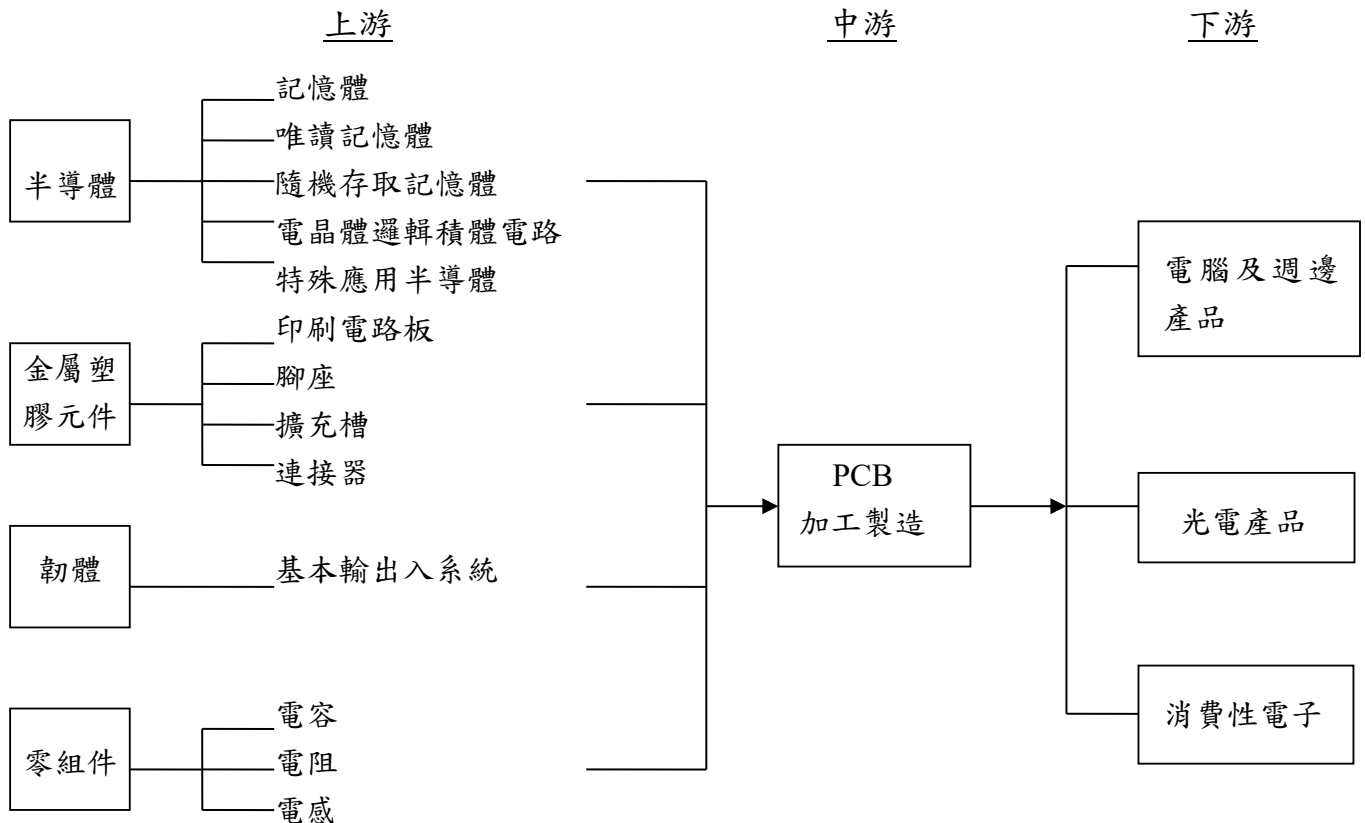 上游
中游
下游
半導體
記憶體
唯讀記憶體
隨機存取記憶體
電晶體邏輯積體電路
特殊應用半導體
金屬塑
膠元件
印刷電路板
腳座
擴充槽
連接器
韌體
基本輸出入系統
零組件
電容
電阻
電感
PCB
加工製造
電腦及週邊
產品
光電產品
消費性電子